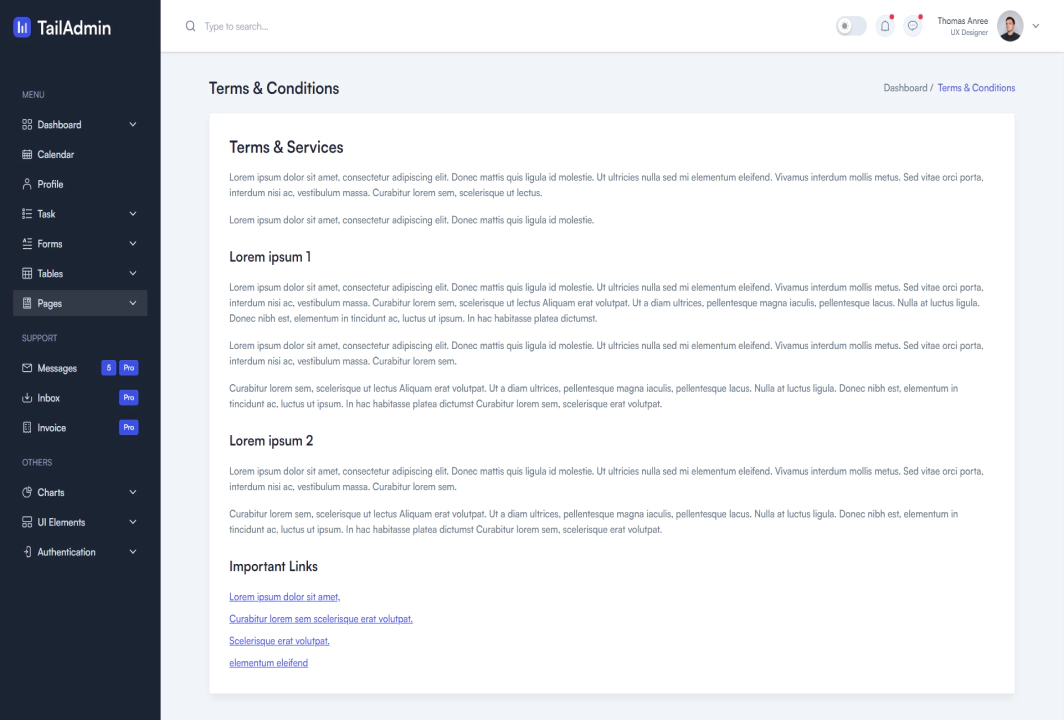 TailAdmin
Type to search...
Thomas Anree
UX Designer
MENU
Dashboard
Calendar
Profile
Task
Forms
Tables
Pages
SUPPORT
Messages 5 Pro
Inbox Pro
Invoice Pro
OTHERS
Charts
UI Elements
Authentication
Terms & Conditions
Dashboard / Terms & Conditions
Terms & Services
Lorem ipsum dolor sit amet, consectetur adipiscing elit. Donec mattis quis ligula id molestie. Ut ultricies nulla sed mi elementum eleifend. Vivamus interdum mollis metus. Sed vitae orci porta,
interdum nisi ac, vestibulum massa. Curabitur lorem sem, scelerisque ut lectus.
Lorem ipsum dolor sit amet, consectetur adipiscing elit. Donec mattis quis ligula id molestie.
Lorem ipsum 1
Lorem ipsum dolor sit amet, consectetur adipiscing elit. Donec mattis quis ligula id molestie. Ut ultricies nulla sed mi elementum eleifend. Vivamus interdum mollis metus. Sed vitae orci porta,
interdum nisi ac, vestibulum massa. Curabitur lorem sem, scelerisque ut lectus Aliquam erat volutpat. Ut a diam ultrices, pellentesque magna iaculis, pellentesque lacus. Nulla at luctus ligula.
Donec nibh est, elementum in tincidunt ac, luctus ut ipsum. In hac habitasse platea dictumst.
Lorem ipsum dolor sit amet, consectetur adipiscing elit. Donec mattis quis ligula id molestie. Ut ultricies nulla sed mi elementum eleifend. Vivamus interdum mollis metus. Sed vitae orci porta,
interdum nisi ac, vestibulum massa. Curabitur lorem sem.
Curabitur lorem sem, scelerisque ut lectus Aliquam erat volutpat. Ut a diam ultrices, pellentesque magna iaculis, pellentesque lacus. Nulla at luctus ligula. Donec nibh est, elementum in
tincidunt ac, luctus ut ipsum. In hac habitasse platea dictumst Curabitur lorem sem, scelerisque erat volutpat.
Lorem ipsum 2
Lorem ipsum dolor sit amet, consectetur adipiscing elit. Donec mattis quis ligula id molestie. Ut ultricies nulla sed mi elementum eleifend. Vivamus interdum mollis metus. Sed vitae orci porta,
interdum nisi ac, vestibulum massa. Curabitur lorem sem.
Curabitur lorem sem, scelerisque ut lectus Aliquam erat volutpat. Ut a diam ultrices, pellentesque magna iaculis, pellentesque lacus. Nulla at luctus ligula. Donec nibh est, elementum in
tincidunt ac, luctus ut ipsum. In hac habitasse platea dictumst Curabitur lorem sem, scelerisque erat volutpat.
Important Links
Lorem ipsum dolor sit amet,
Curabitur lorem sem scelerisque erat volutpat.
Scelerisque erat volutpat.
elementum eleifend